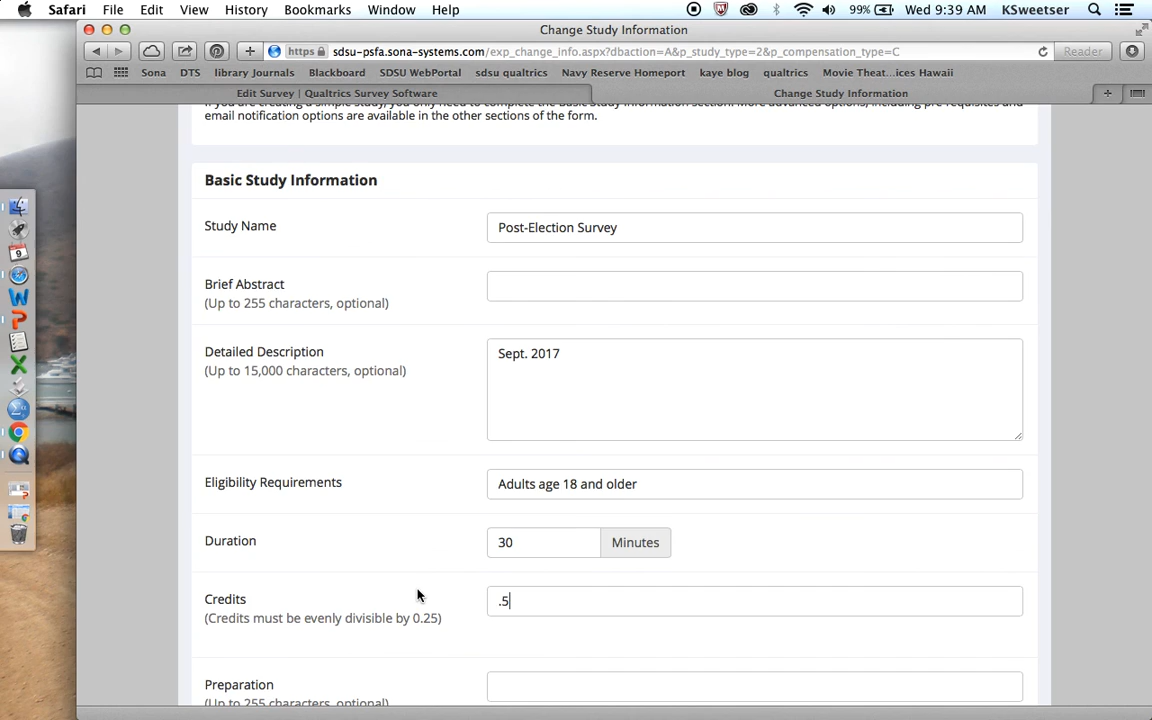 Safari File Edit View History Bookmarks Window Help 99% Wed 9:39 AM KSweetser
Change Study Information
https sdsu-psfa.sona-systems.com/exp_change_info.aspx?dbaction=A&p_study_type=2&p_compensation_type=C Reader
Sona DTS library Journals Blackboard SDSU WebPortal sdsu qualtrics Navy Reserve Homeport kaye blog qualtrics Movie Theat...ices Hawaii
Edit Survey | Qualtrics Survey Software Change Study Information
If you are creating a simple study, you only need to complete the Basic Study Information section. More advanced options, including pre-requisites and
email notification options are available in the other sections of the form.
Basic Study Information
Study Name Post-Election Survey
Brief Abstract
(Up to 255 characters, optional)
Detailed Description Sept. 2017
(Up to 15,000 characters, optional)
Eligibility Requirements Adults age 18 and older
Duration 30 Minutes
Credits .5
(Credits must be evenly divisible by 0.25)
Preparation
(Up to 255 characters, optional)